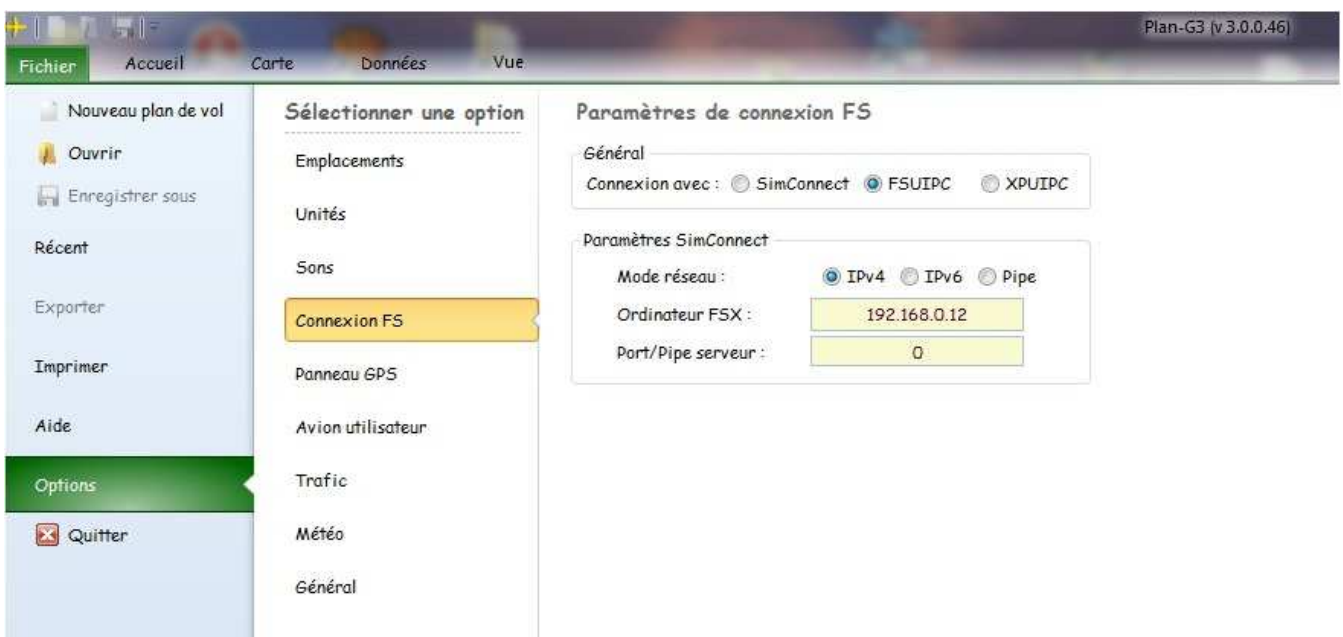 Plan-G3 (v 3.0.0.46)
Fichier Accueil Carte Données Vue
Nouveau plan de vol
Ouvrir
Enregistrer sous
Récent
Exporter
Imprimer
Aide
Options
Quitter
Sélectionner une option
Emplacements
Unités
Sons
Connexion FS
Panneau GPS
Avion utilisateur
Trafic
Météo
Général
Paramètres de connexion FS
Général
Connexion avec : SimConnect FSUIPC XPUIPC
Paramètres SimConnect
Mode réseau : IPv4 IPv6 Pipe
Ordinateur FSX : 192.168.0.12
Port/Pipe serveur : 0